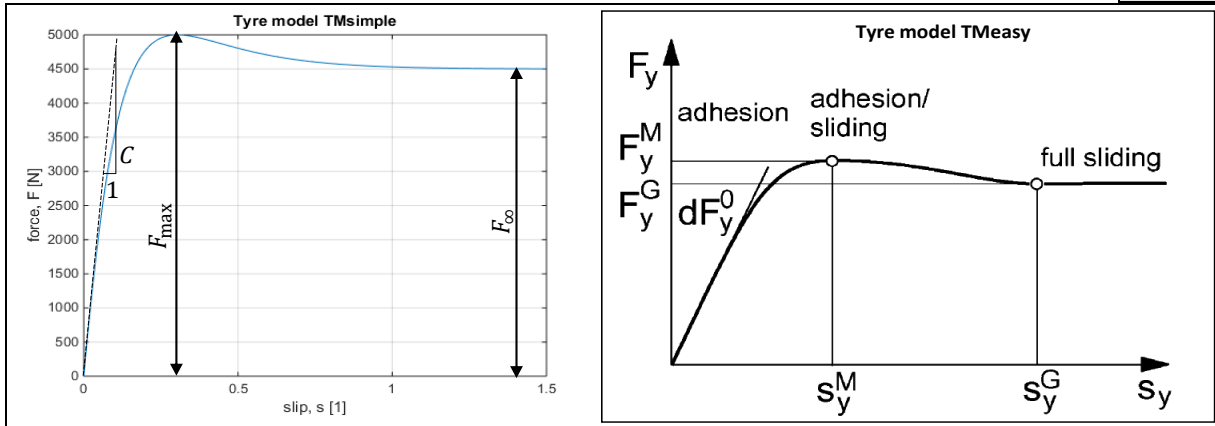 Tyre model TMsimple
5000
4500
4000
3500
3000
2500
2000
1500
1000
500
0
force, F [N]
C
1
F_max
F_∞
0
0.5
1
1.5
slip, s [1]
Tyre model TMeasy
F_y
adhesion
adhesion/
sliding
full sliding
F_y^M
F_y^G
dF_y^0
s_y^M
s_y^G
s_y